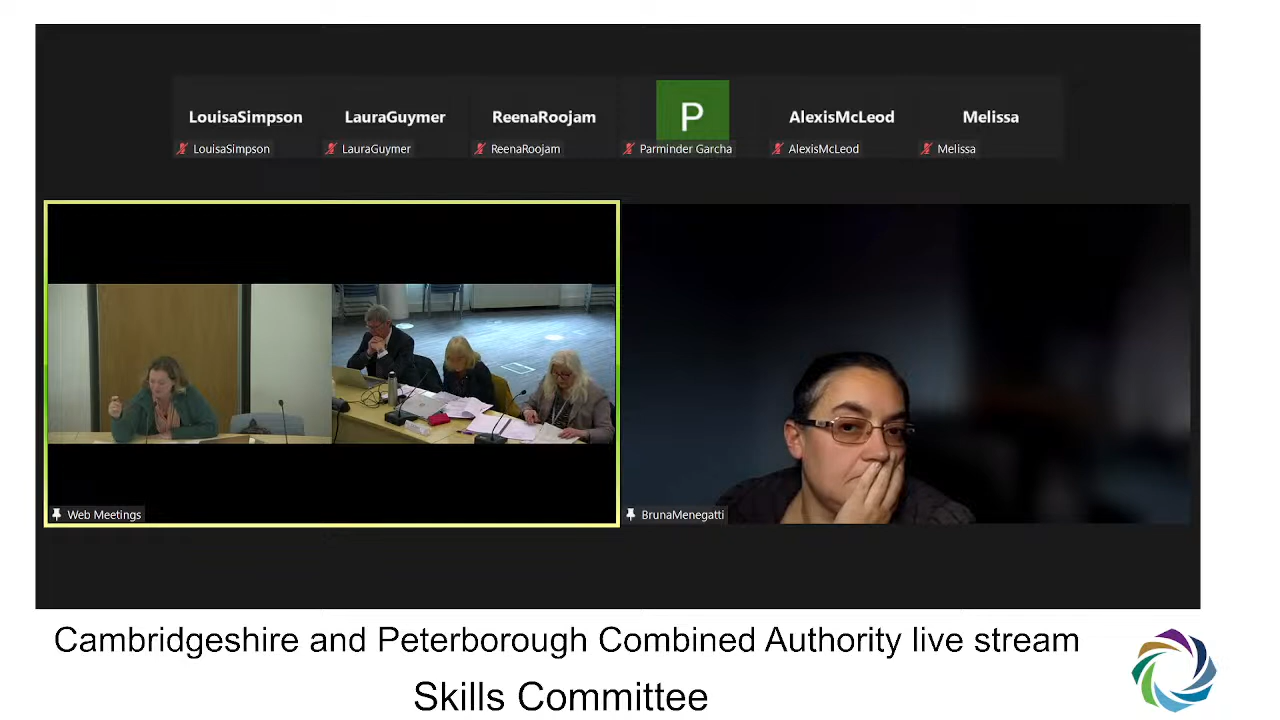 LouisaSimpson
LauraGuymer
ReenaRoojam
P
AlexisMcLeod
Melissa
LouisaSimpson
LauraGuymer
ReenaRoojam
Parminder Garcha
AlexisMcLeod
Melissa
Web Meetings
BrunaMenegatti
Cambridgeshire and Peterborough Combined Authority live stream
Skills Committee